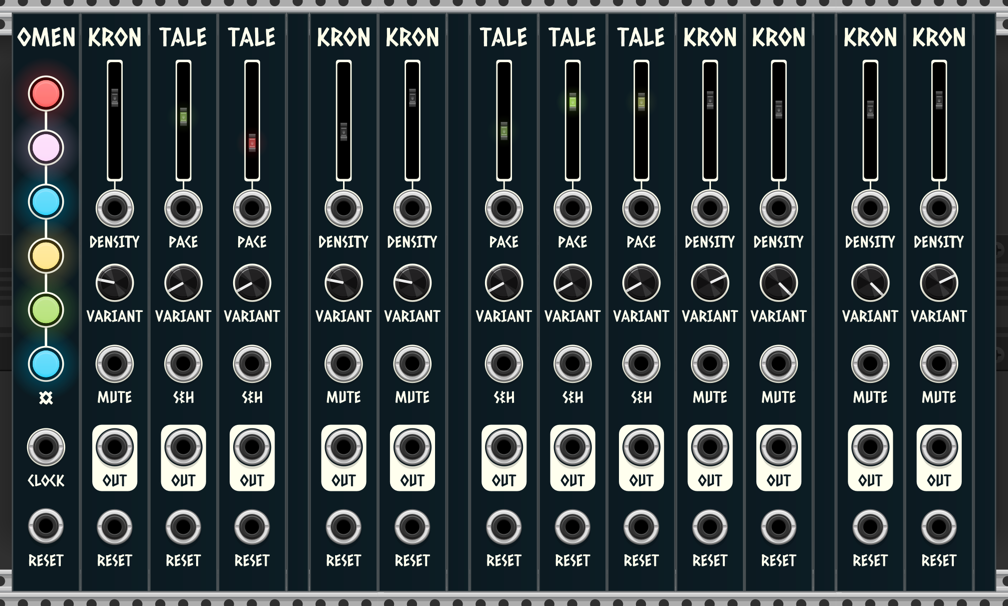 OMEN KRON TALE TALE KRON KRON TALE TALE TALE KRON KRON KRON KRON
DENSITY PACE PACE DENSITY DENSITY PACE PACE PACE DENSITY DENSITY DENSITY DENSITY
VARIANT VARIANT VARIANT VARIANT VARIANT VARIANT VARIANT VARIANT VARIANT VARIANT VARIANT VARIANT
MUTE S&H S&H MUTE MUTE S&H S&H S&H MUTE MUTE MUTE MUTE
CLOCK OUT OUT OUT OUT OUT OUT OUT OUT OUT OUT OUT OUT
RESET RESET RESET RESET RESET RESET RESET RESET RESET RESET RESET RESET RESET